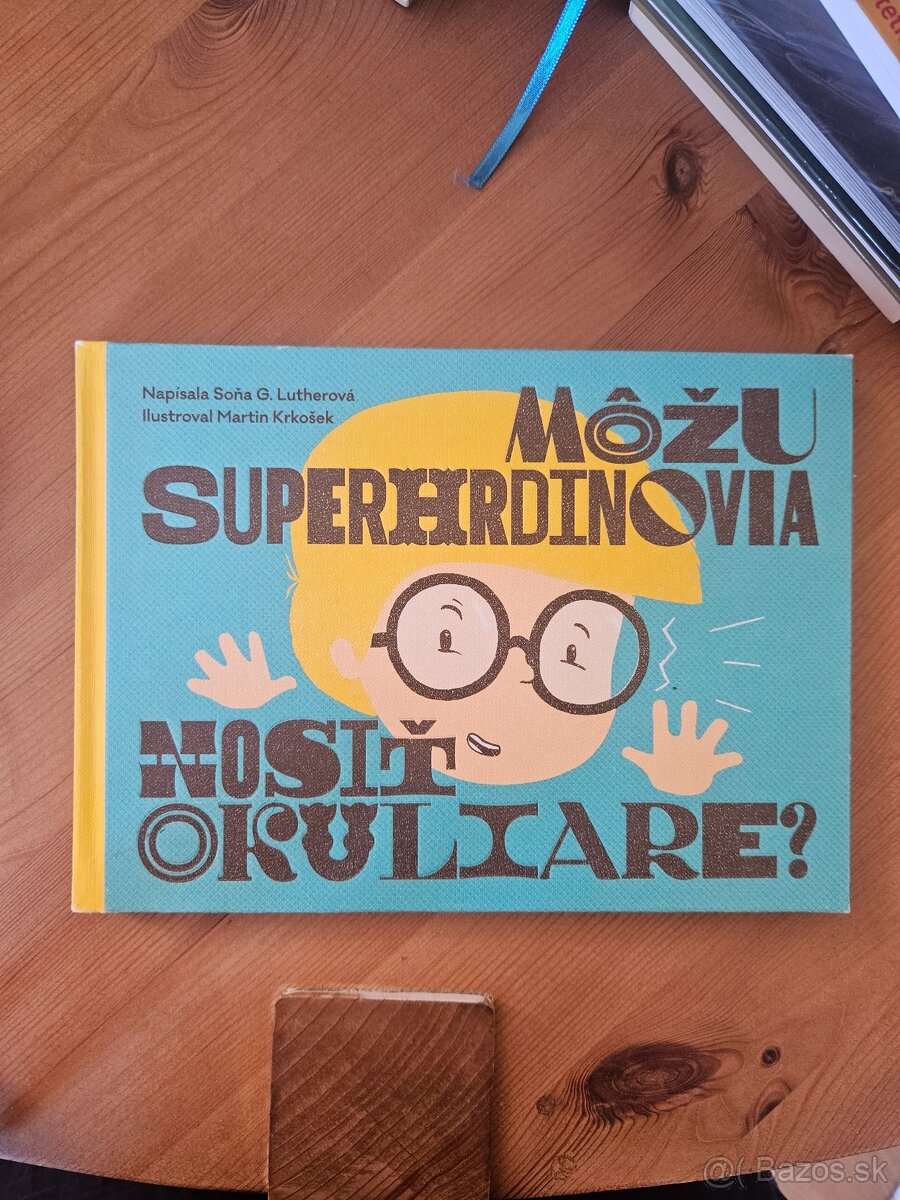 Napísala Soňa G. Lutherová
Ilustroval Martin Krkošek
MÔŽU
SUPERHRDINOVIA
NOSIŤ
OKULIARE?
Bazos.sk